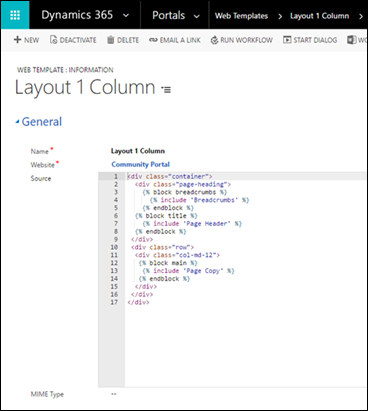 Dynamics 365 Portals Web Templates > Layout 1 Column >
+ NEW DEACTIVATE DELETE EMAIL A LINK RUN WORKFLOW START DIALOG
WEB TEMPLATE : INFORMATION
Layout 1 Column
General
Name * Layout 1 Column
Website * Community Portal
Source
1 <div class="container">
2 <div class="page-heading">
3 {% block breadcrumbs %}
4 {% include 'Breadcrumbs' %}
5 {% endblock %}
6 {% block title %}
7 {% include 'Page Header' %}
8 {% endblock %}
9 </div>
10 <div class="row">
11 <div class="col-md-12">
12 {% block main %}
13 {% include 'Page Copy' %}
14 {% endblock %}
15 </div>
16 </div>
17 </div>
MIME Type --